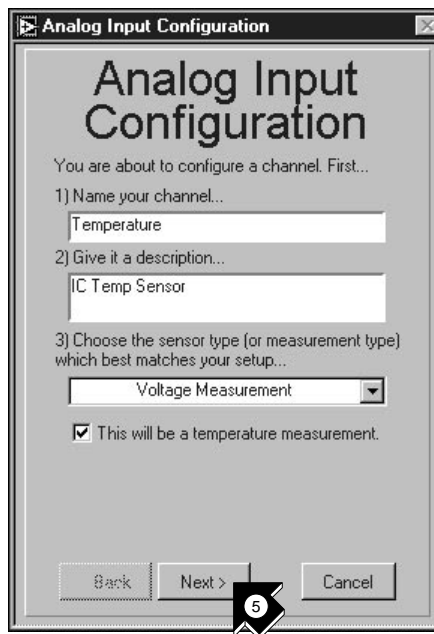 Analog Input Configuration
Analog Input
Configuration
You are about to configure a channel. First...
1) Name your channel...
Temperature
2) Give it a description...
IC Temp Sensor
3) Choose the sensor type (or measurement type)
which best matches your setup...
Voltage Measurement
This will be a temperature measurement.
Back
Next >
Cancel
5